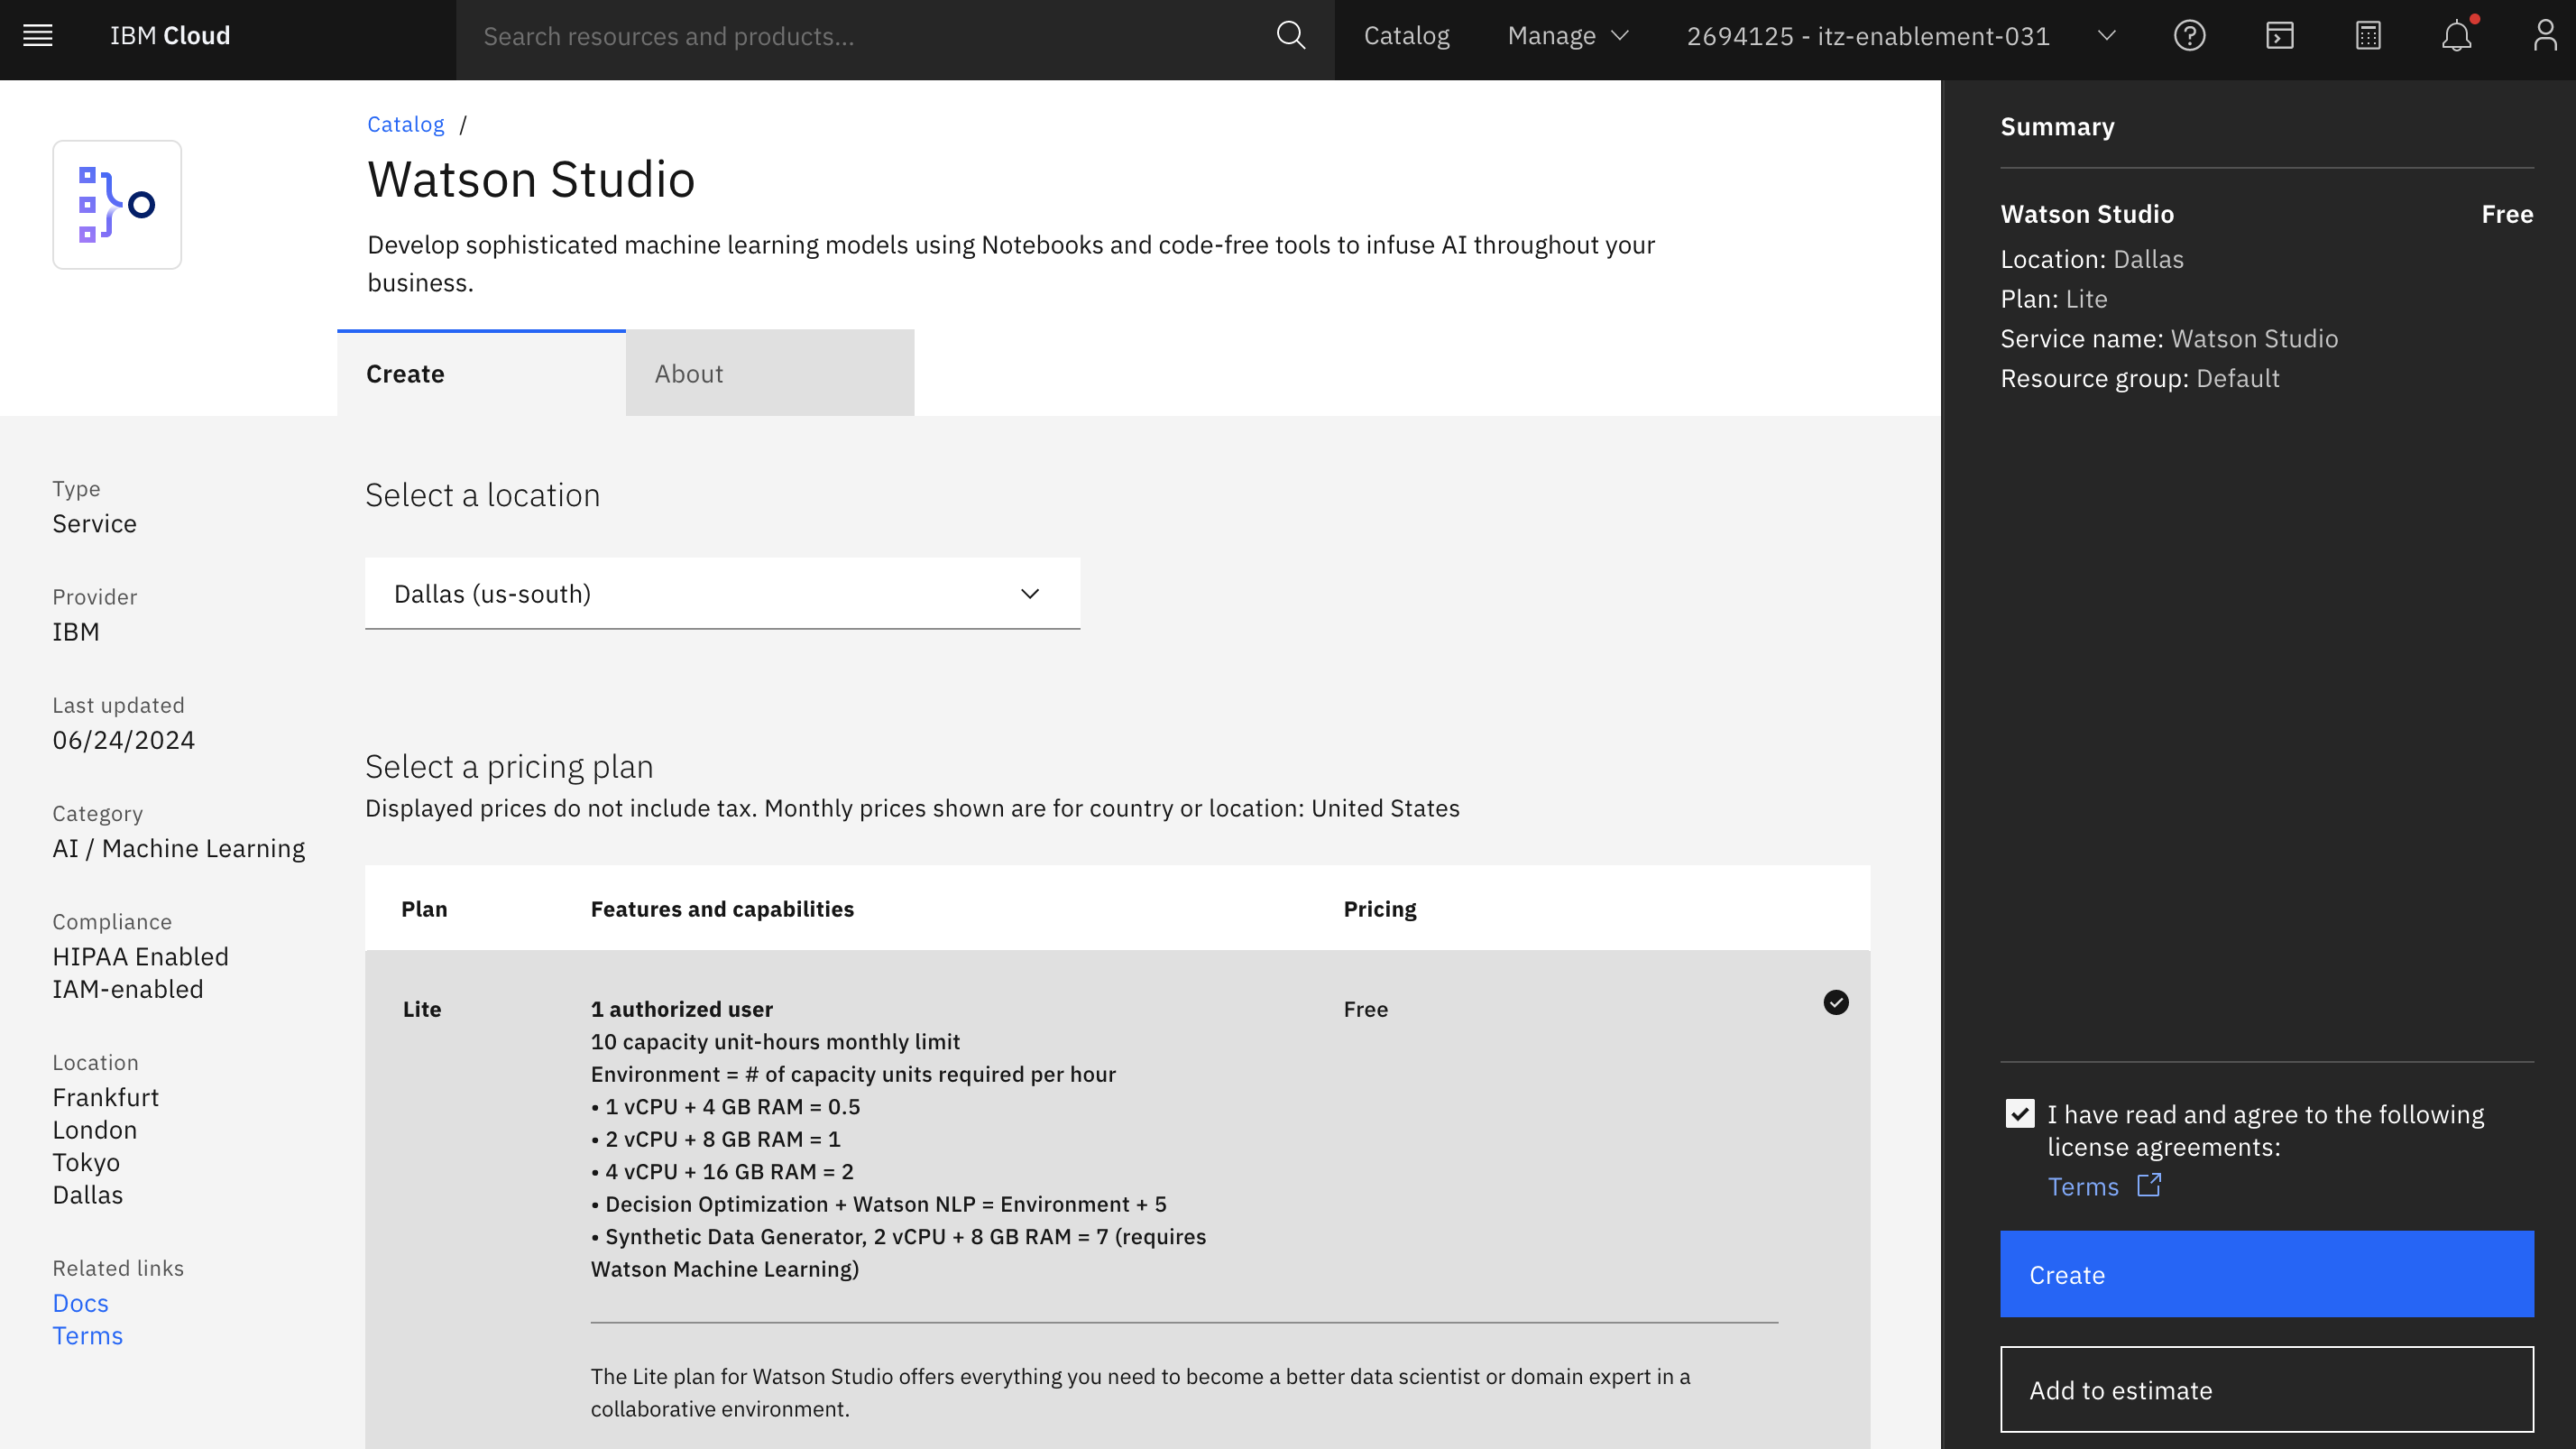 IBM Cloud
Search resources and products...
Catalog
Manage
2694125 - itz-enablement-031
Catalog /
Watson Studio
Develop sophisticated machine learning models using Notebooks and code-free tools to infuse AI throughout your
business.
Create
About
Type
Service
Provider
IBM
Last updated
06/24/2024
Category
AI / Machine Learning
Compliance
HIPAA Enabled
IAM-enabled
Location
Frankfurt
London
Tokyo
Dallas
Related links
Docs
Terms
Select a location
Dallas (us-south)
Select a pricing plan
Displayed prices do not include tax. Monthly prices shown are for country or location: United States
Plan
Features and capabilities
Pricing
Lite
1 authorized user
Free
10 capacity unit-hours monthly limit
Environment = # of capacity units required per hour
• 1 vCPU + 4 GB RAM = 0.5
• 2 vCPU + 8 GB RAM = 1
• 4 vCPU + 16 GB RAM = 2
• Decision Optimization + Watson NLP = Environment + 5
• Synthetic Data Generator, 2 vCPU + 8 GB RAM = 7 (requires
Watson Machine Learning)
The Lite plan for Watson Studio offers everything you need to become a better data scientist or domain expert in a
collaborative environment.
Summary
Watson Studio
Free
Location: Dallas
Plan: Lite
Service name: Watson Studio
Resource group: Default
I have read and agree to the following
license agreements:
Terms
Create
Add to estimate